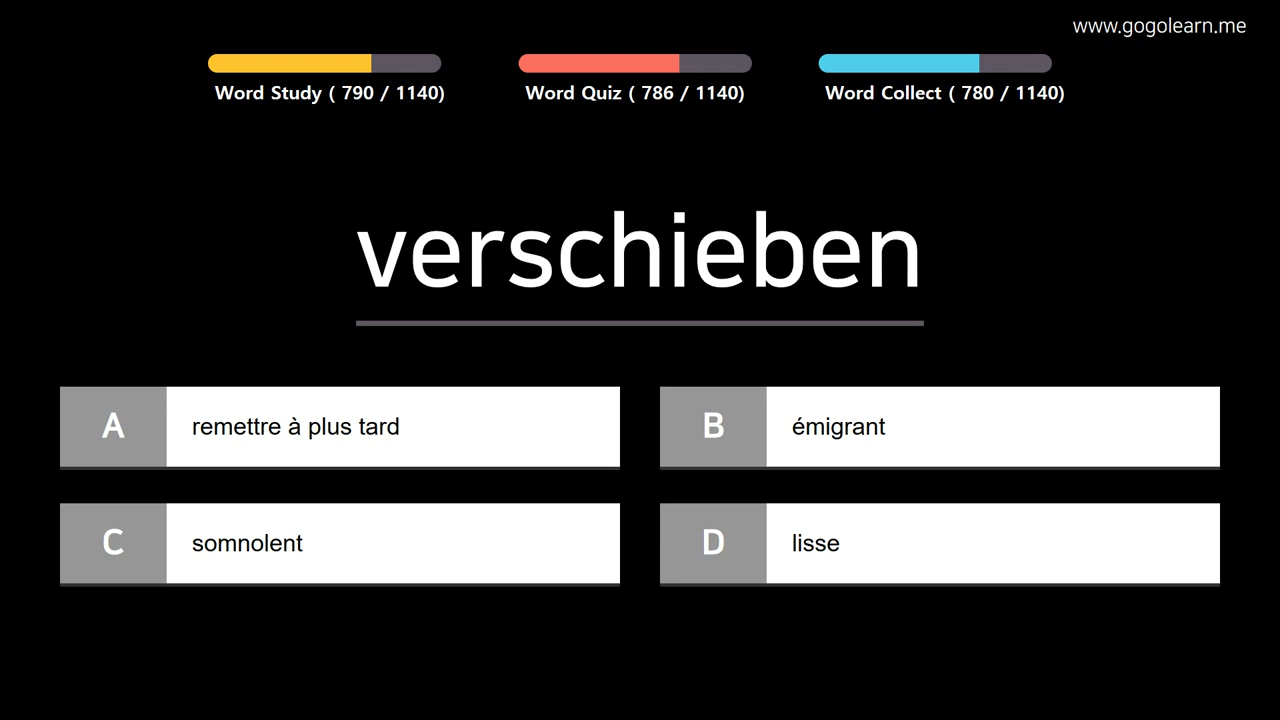 www.gogolearn.me
Word Study ( 790 / 1140)
Word Quiz ( 786 / 1140)
Word Collect ( 780 / 1140)
verschieben
A remettre à plus tard
B émigrant
C somnolent
D lisse